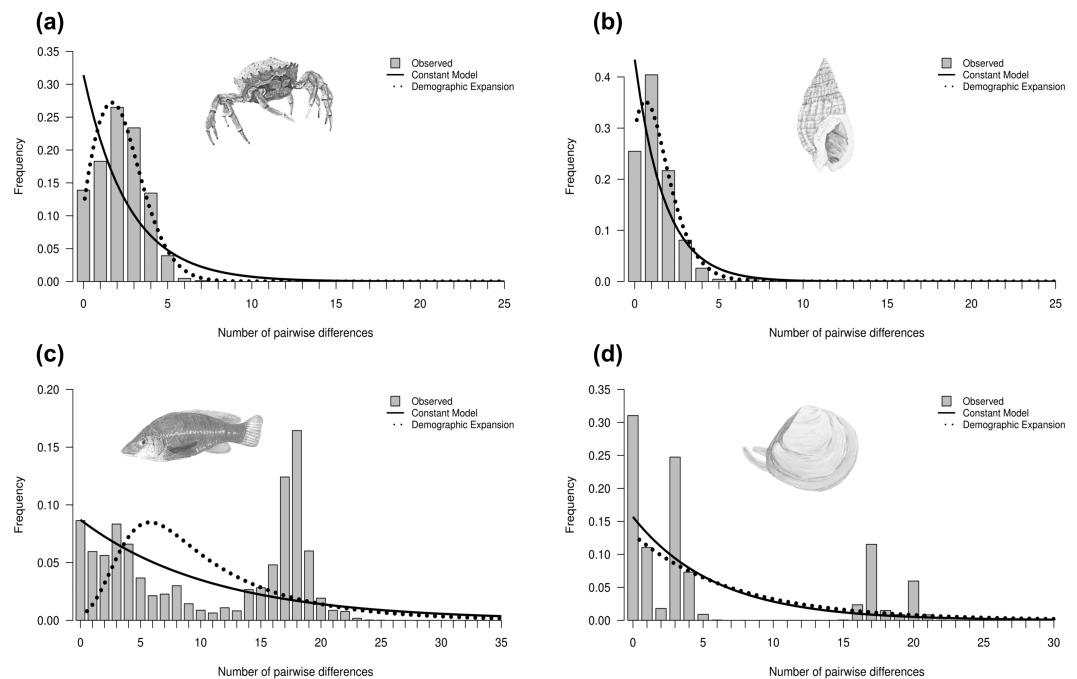 (a)
0.35
0.30
0.25
0.20
0.15
0.10
0.05
0.00
Frequency
Observed
Constant Model
Demographic Expansion
0 5 10 15 20 25
Number of pairwise differences
(b)
0.4
0.3
0.2
0.1
0.0
Frequency
Observed
Constant Model
Demographic Expansion
0 5 10 15 20 25
Number of pairwise differences
(c)
0.20
0.15
0.10
0.05
0.00
Frequency
Observed
Constant Model
Demographic Expansion
0 5 10 15 20 25 30 35
Number of pairwise differences
(d)
0.35
0.30
0.25
0.20
0.15
0.10
0.05
0.00
Frequency
Observed
Constant Model
Demographic Expansion
0 5 10 15 20 25 30
Number of pairwise differences